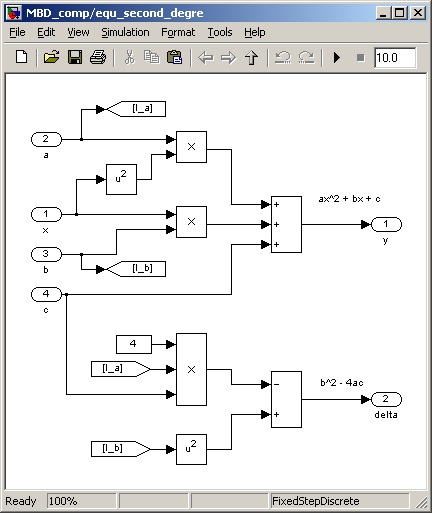 MBD_comp/equ_second_degre
File Edit View Simulation Format Tools Help
10.0
[l_a]
2
a
×
u2
ax^2 + bx + c
1
x
×
+
+
+
1
y
3
b
[l_b]
4
c
4
[l_a]
×
b^2 - 4ac
−
+
2
delta
[l_b]
u2
Ready 100% FixedStepDiscrete